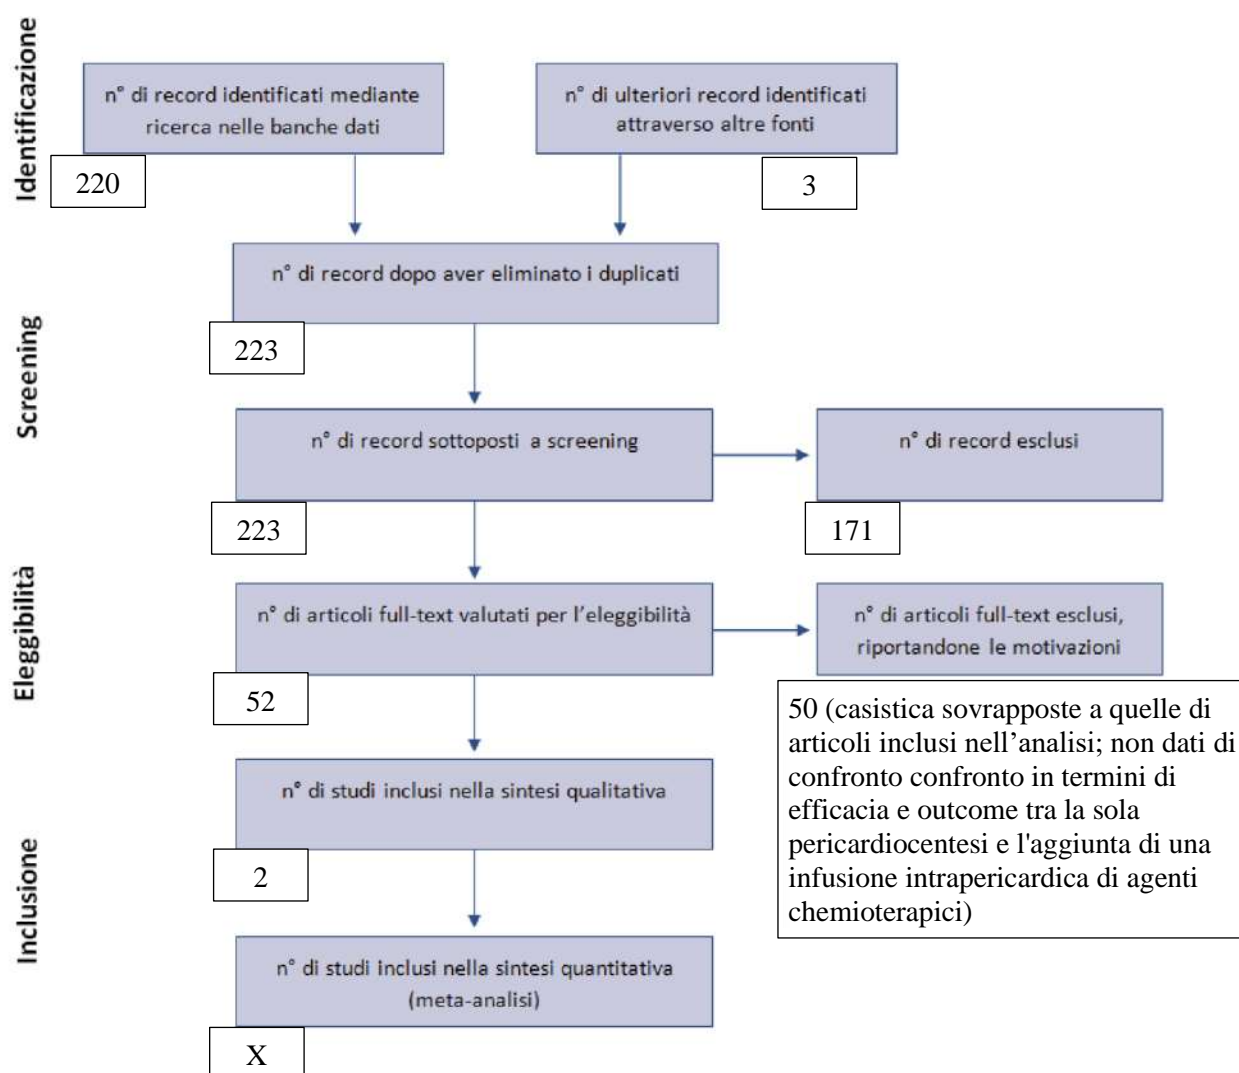 Identificazione
n° di record identificati mediante
ricerca nelle banche dati
220
n° di ulteriori record identificati
attraverso altre fonti
3
Screening
n° di record dopo aver eliminato i duplicati
223
n° di record sottoposti a screening
223
n° di record esclusi
171
Eleggibilità
n° di articoli full-text valutati per l'eleggibilità
52
n° di articoli full-text esclusi,
riportandone le motivazioni
50 (casistica sovrapposte a quelle di
articoli inclusi nell'analisi; non dati di
confronto confronto in termini di
efficacia e outcome tra la sola
pericardiocentesi e l'aggiunta di una
infusione intrapericardica di agenti
chemioterapici)
Inclusione
n° di studi inclusi nella sintesi qualitativa
2
n° di studi inclusi nella sintesi quantitativa
(meta-analisi)
X